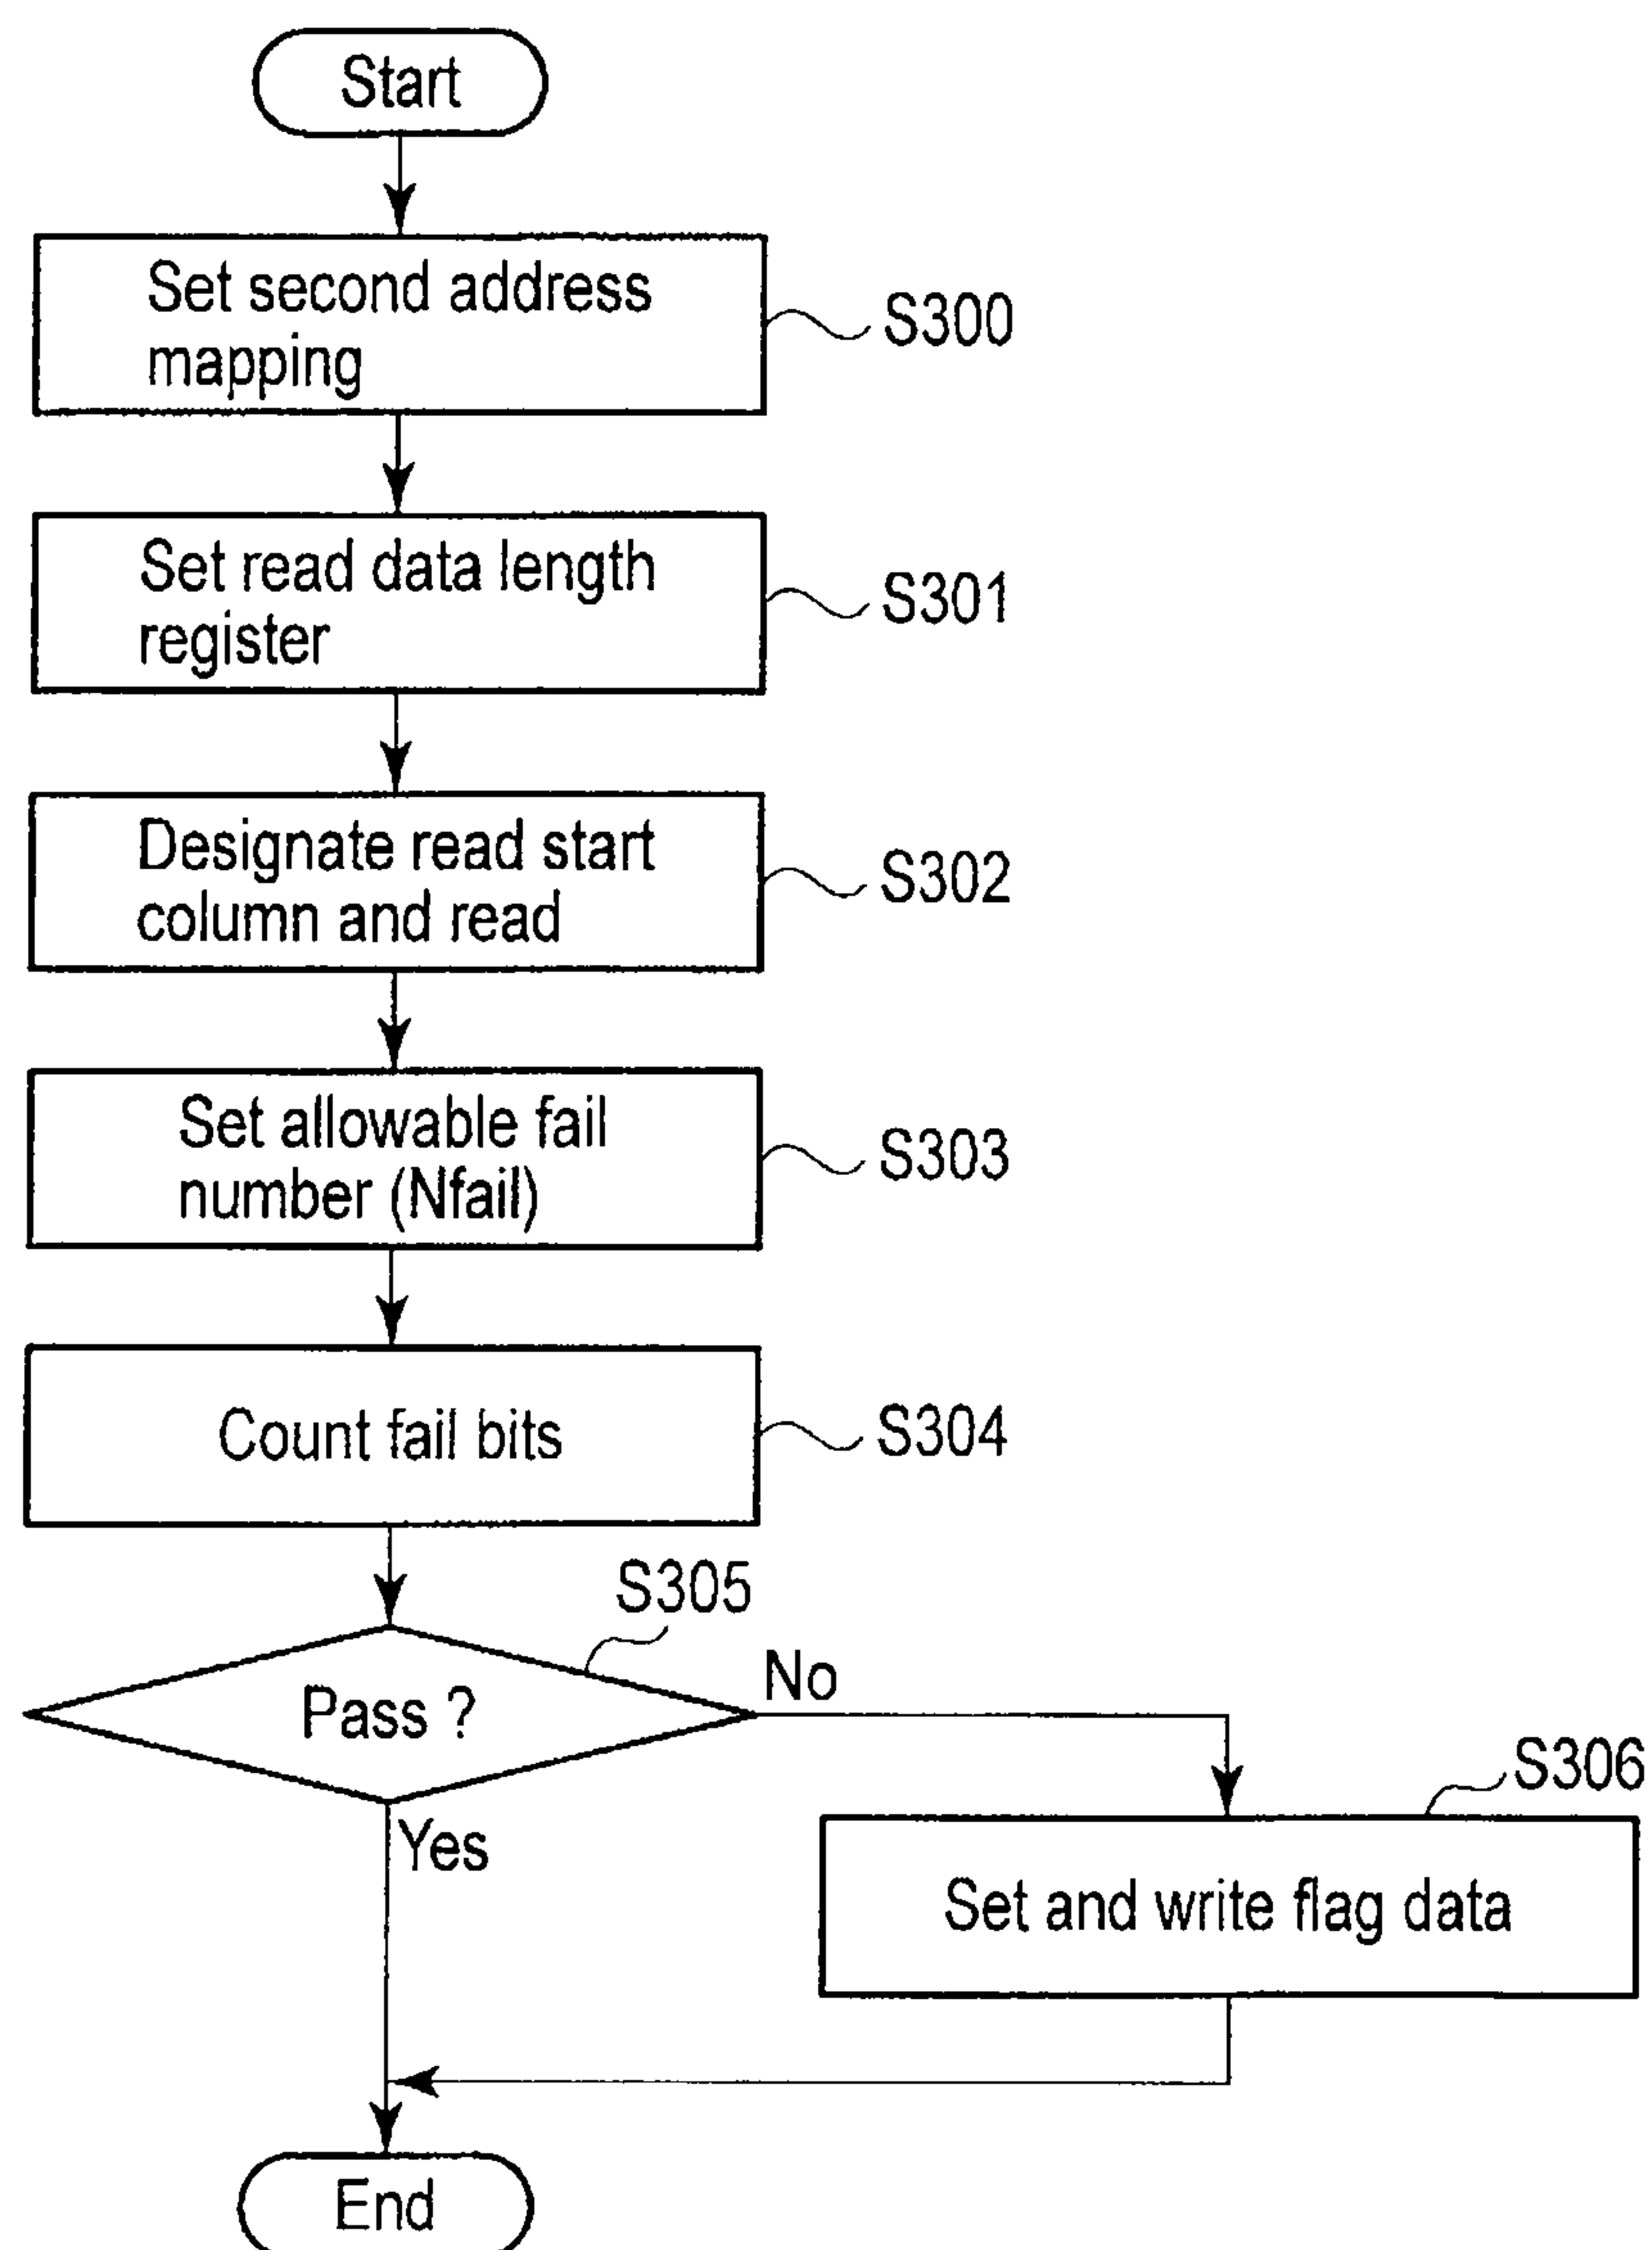 Start
Set second address
mapping
S300
Set read data length
register
S301
Designate read start
column and read
S302
Set allowable fail
number (Nfail)
S303
Count fail bits
S304
S305
Pass ?
No
Yes
S306
Set and write flag data
End